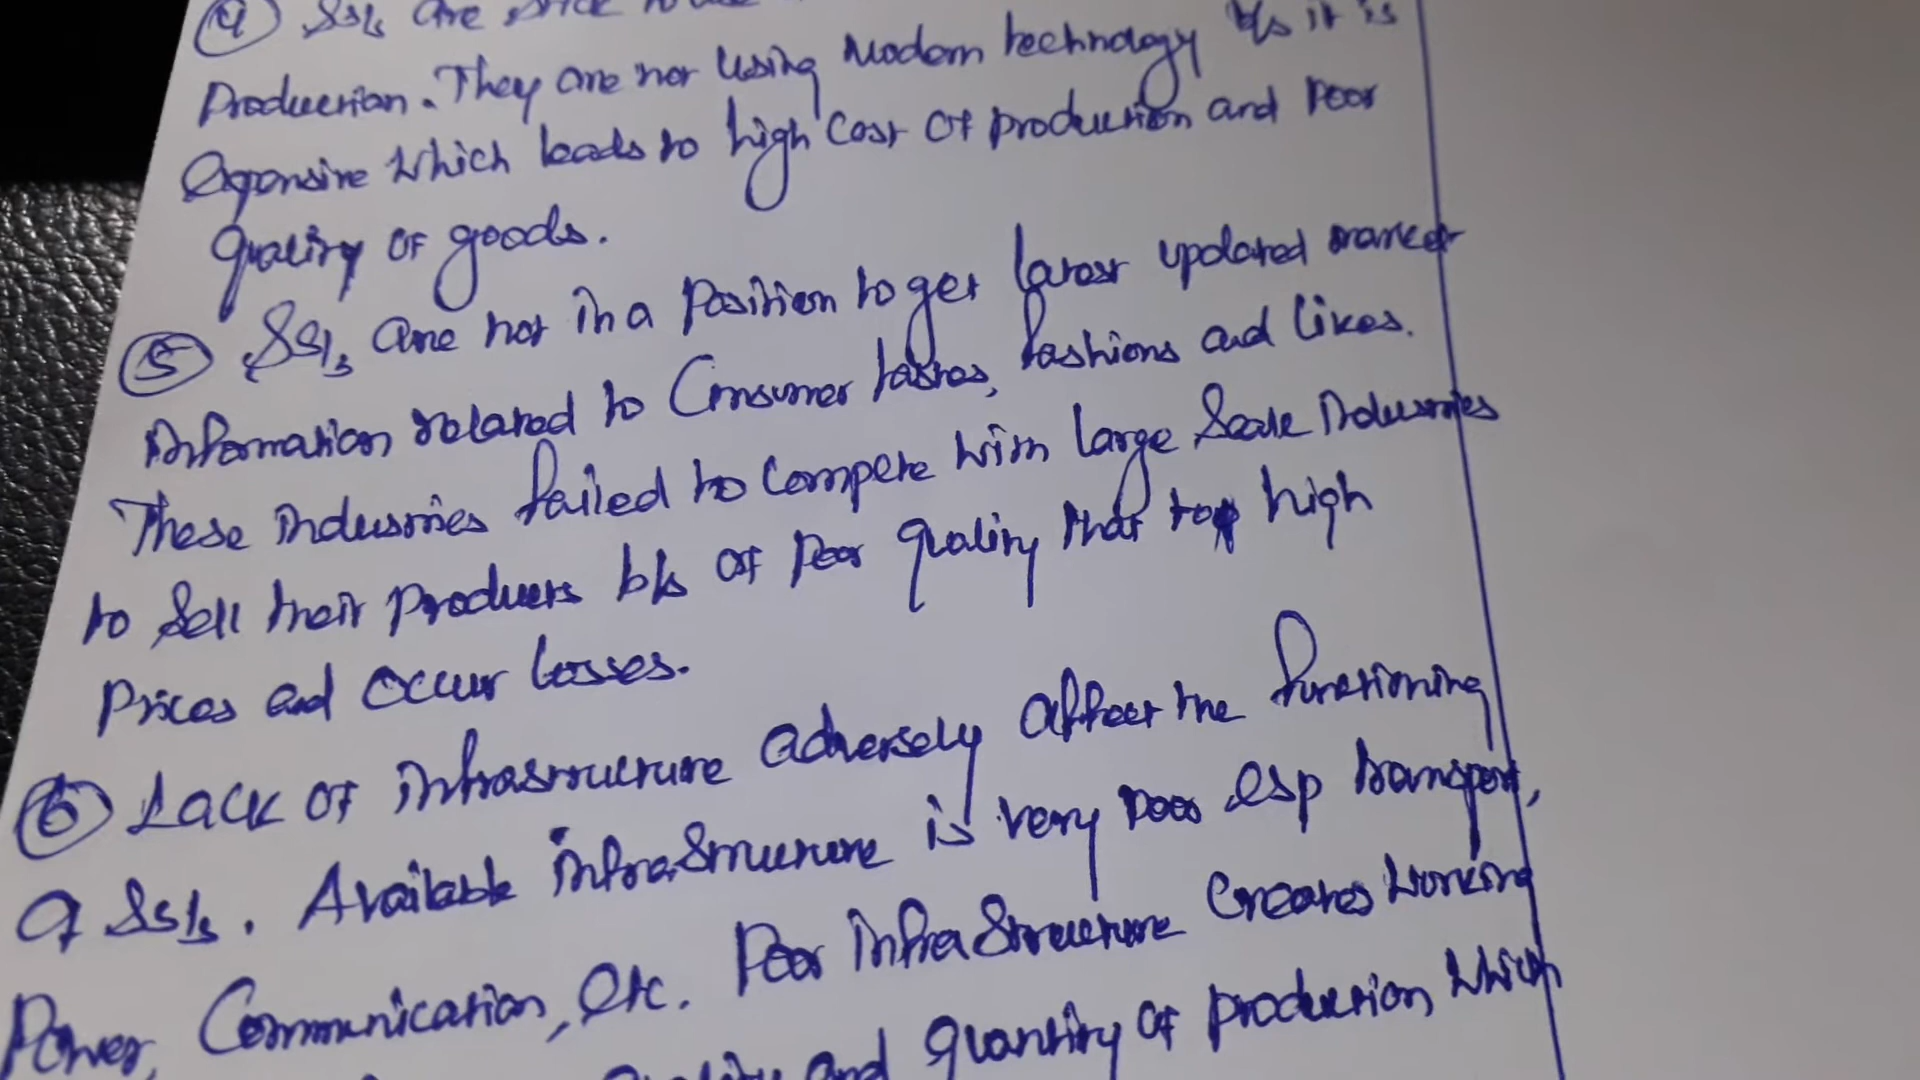 ④ SSIs are
Production. They are not using Modern technology b/s it is
Expensive which leads to high Cost Of production and Poor
Quality Of goods.
⑤ SSIs are not in a Position to get latest updated market
Information related to Consumer tastes, fashions and likes.
These industries failed to Compete with large Scale Industries
to Sell their Products b/s of Poor quality that too high
Prices and Occur losses.
⑥ Lack Of infrastructure adversely affect the functioning
of SSIs. Available infrastructure is very Poor esp transport,
Power, Communication, etc. Poor infrastructure Creates working
and quantity Of production which